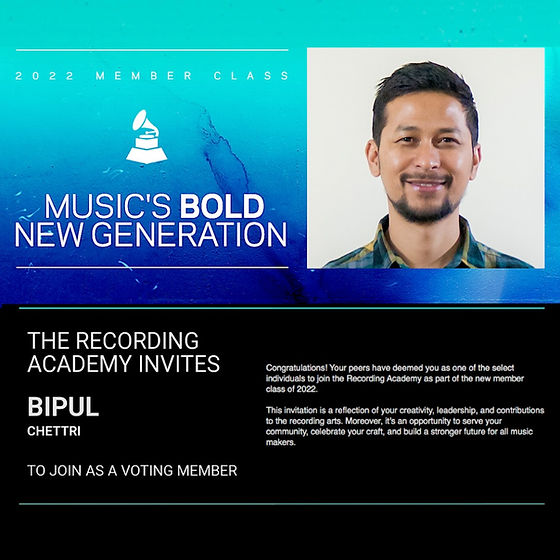 2022 MEMBER CLASS
MUSIC'S BOLD
NEW GENERATION
THE RECORDING
ACADEMY INVITES
BIPUL
CHETTRI
TO JOIN AS A VOTING MEMBER
Congratulations! Your peers have deemed you as one of the select
individuals to join the Recording Academy as part of the new member
class of 2022.
This invitation is a reflection of your creativity, leadership, and contributions
to the recording arts. Moreover, it's an opportunity to serve your
community, celebrate your craft, and build a stronger future for all music
makers.